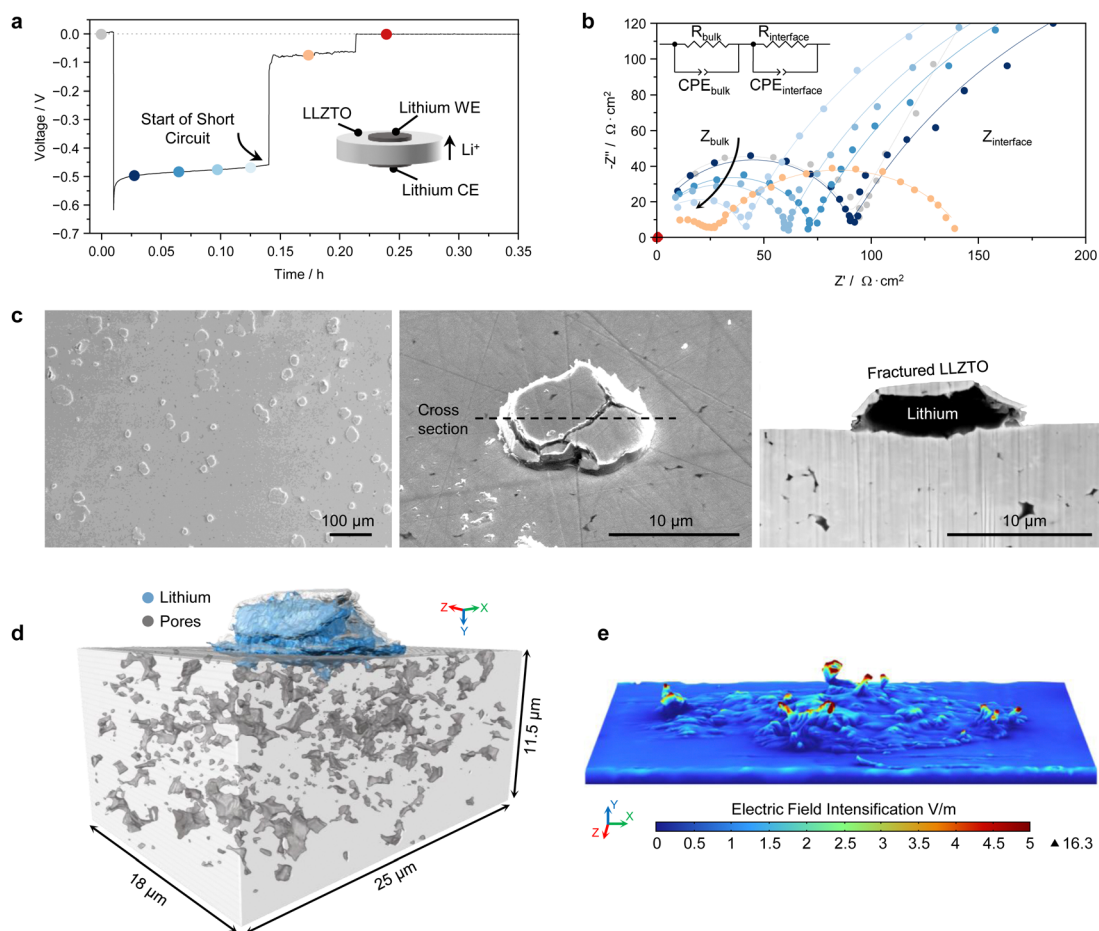 a
0.0
−0.1
−0.2
−0.3
−0.4
−0.5
−0.6
−0.7
Voltage / V
Start of Short
Circuit
LLZTO
Lithium WE
Li⁺
Lithium CE
0.00
0.05
0.10
0.15
0.20
0.25
0.30
0.35
Time / h
b
-120
-100
80
60
40
20
0
-Z'' / Ω·cm²
R_bulk
R_interface
CPE_bulk
CPE_interface
Z_bulk
Z_interface
0
50
100
150
200
Z' / Ω·cm²
c
100 µm
Cross
section
10 µm
Fractured LLZTO
Lithium
10 µm
d
Lithium
Pores
Z
X
Y
11.5 µm
18 µm
25 µm
e
Y
X
Z
Electric Field Intensification V/m
0 0.5 1 1.5 2 2.5 3 3.5 4 4.5 5 ▲ 16.3